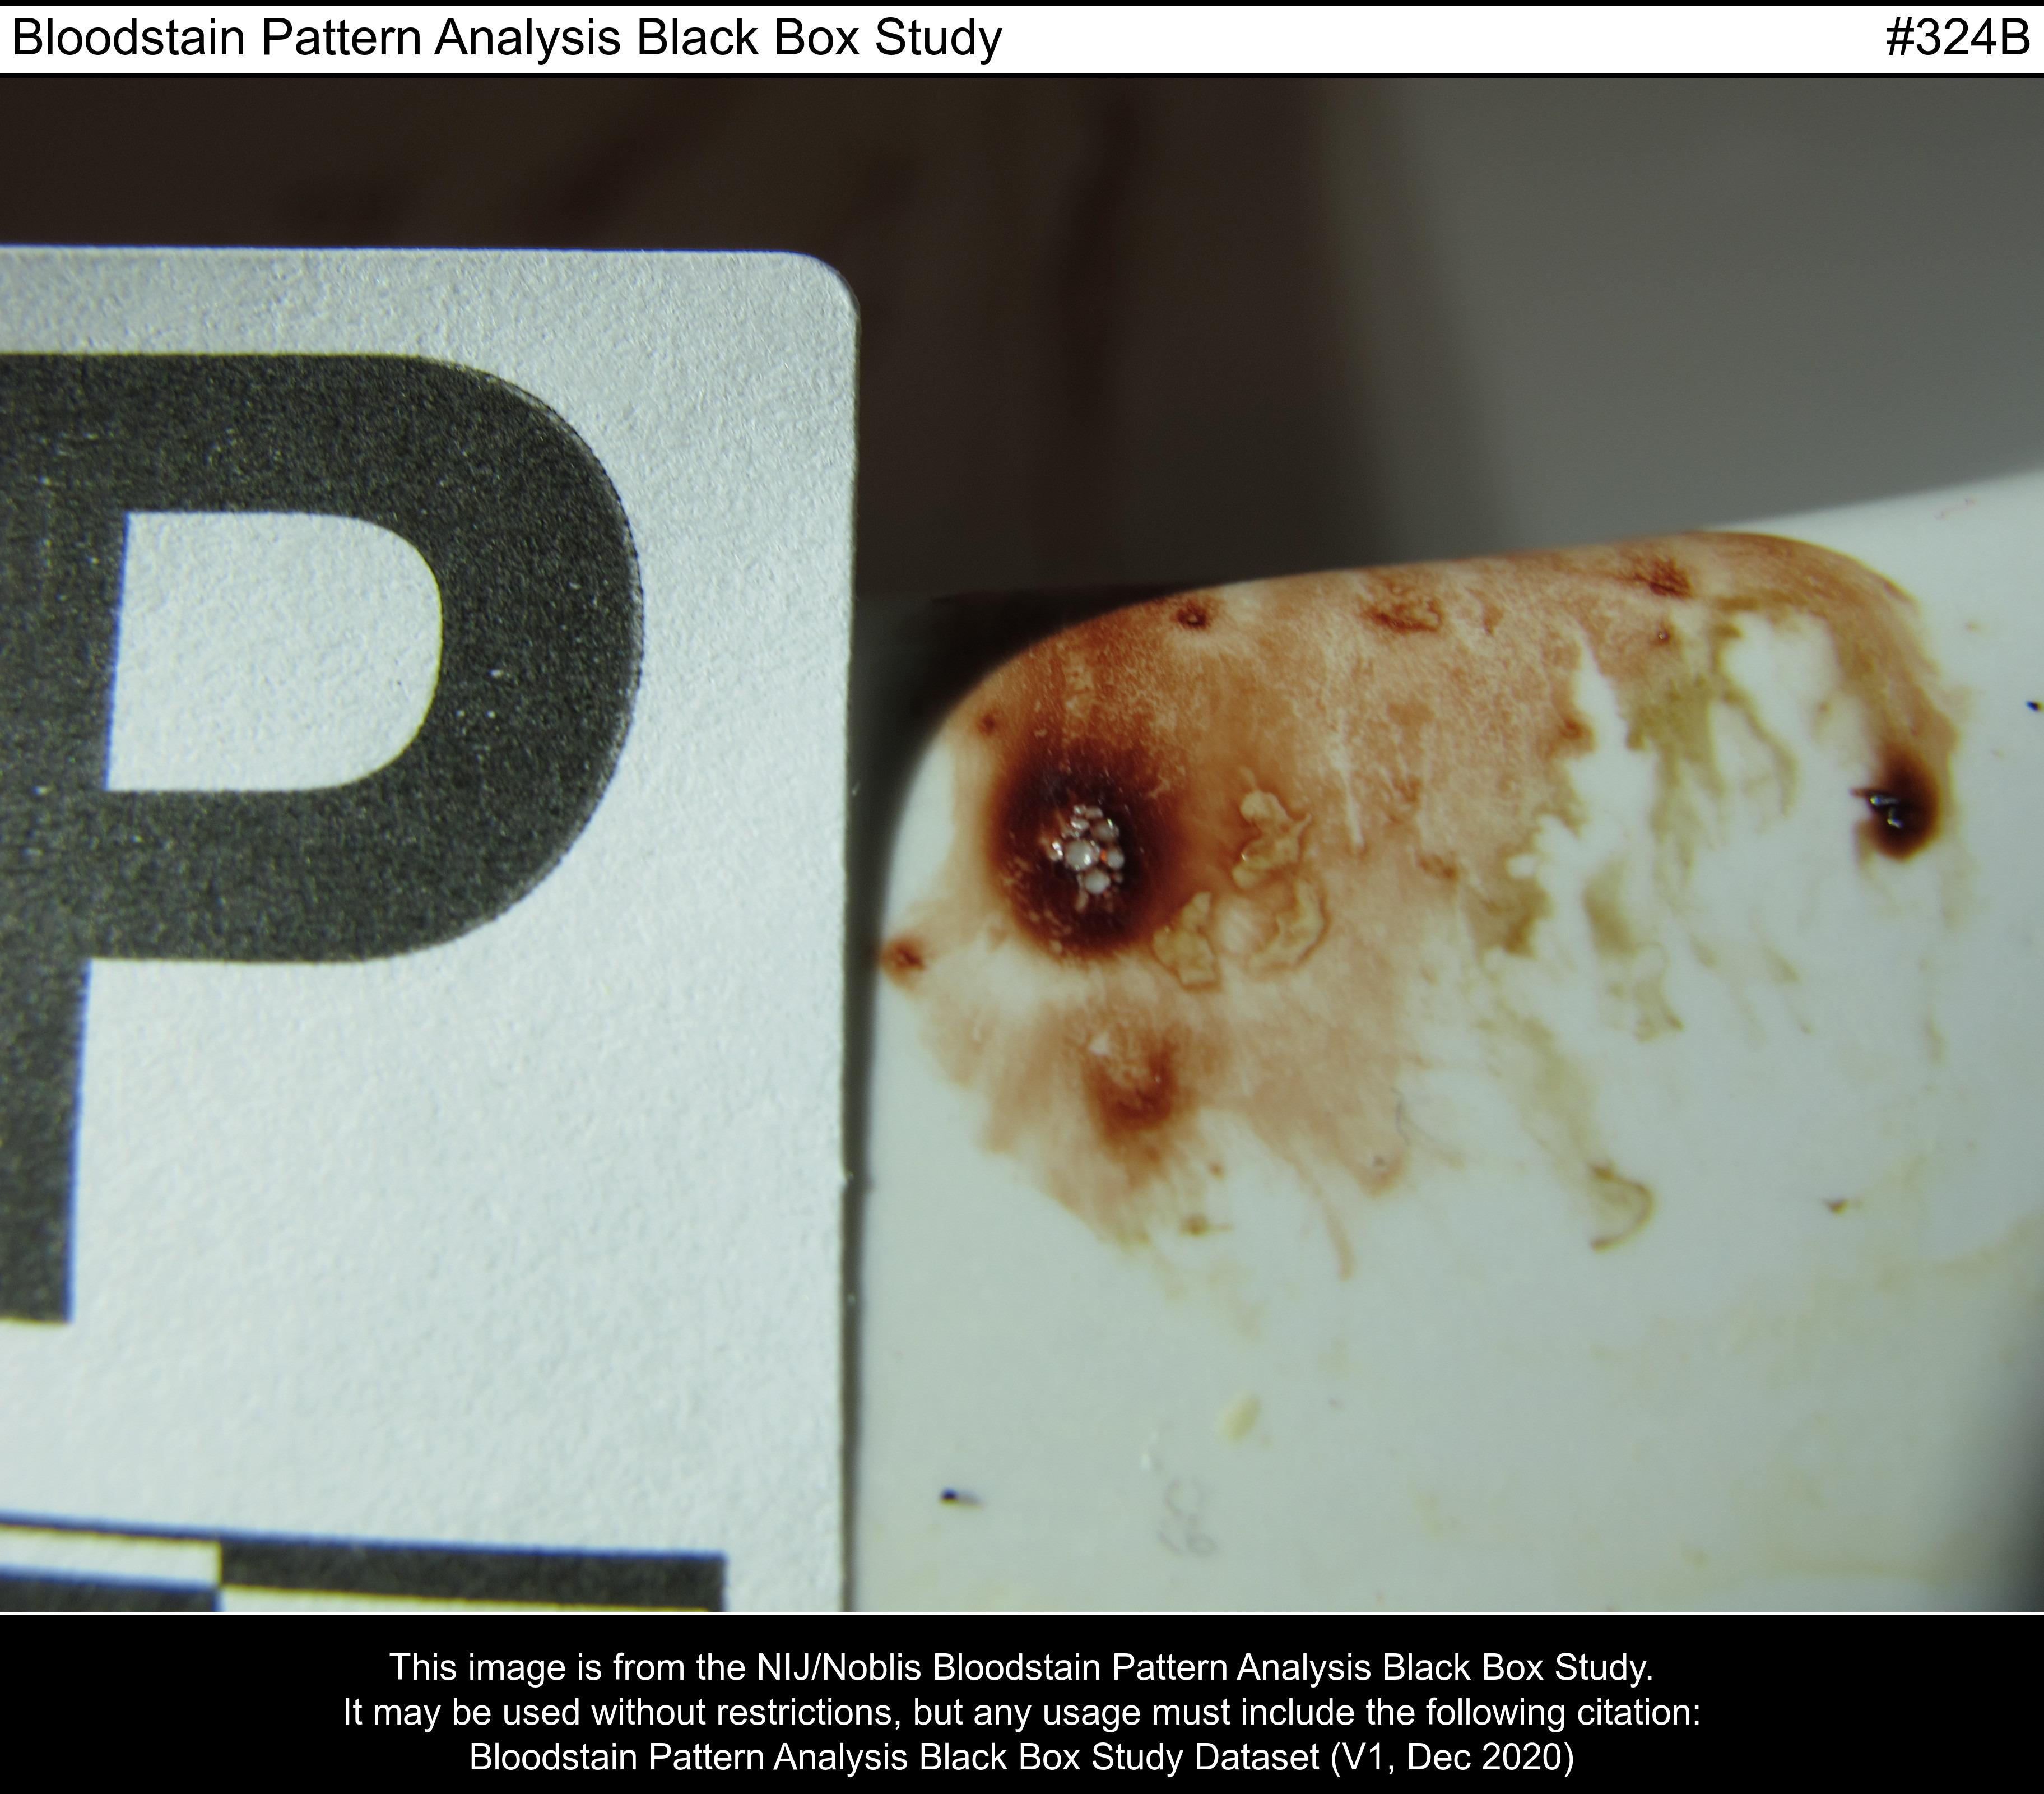 Bloodstain Pattern Analysis Black Box Study #324B
P
This image is from the NIJ/Noblis Bloodstain Pattern Analysis Black Box Study.
It may be used without restrictions, but any usage must include the following citation:
Bloodstain Pattern Analysis Black Box Study Dataset (V1, Dec 2020)